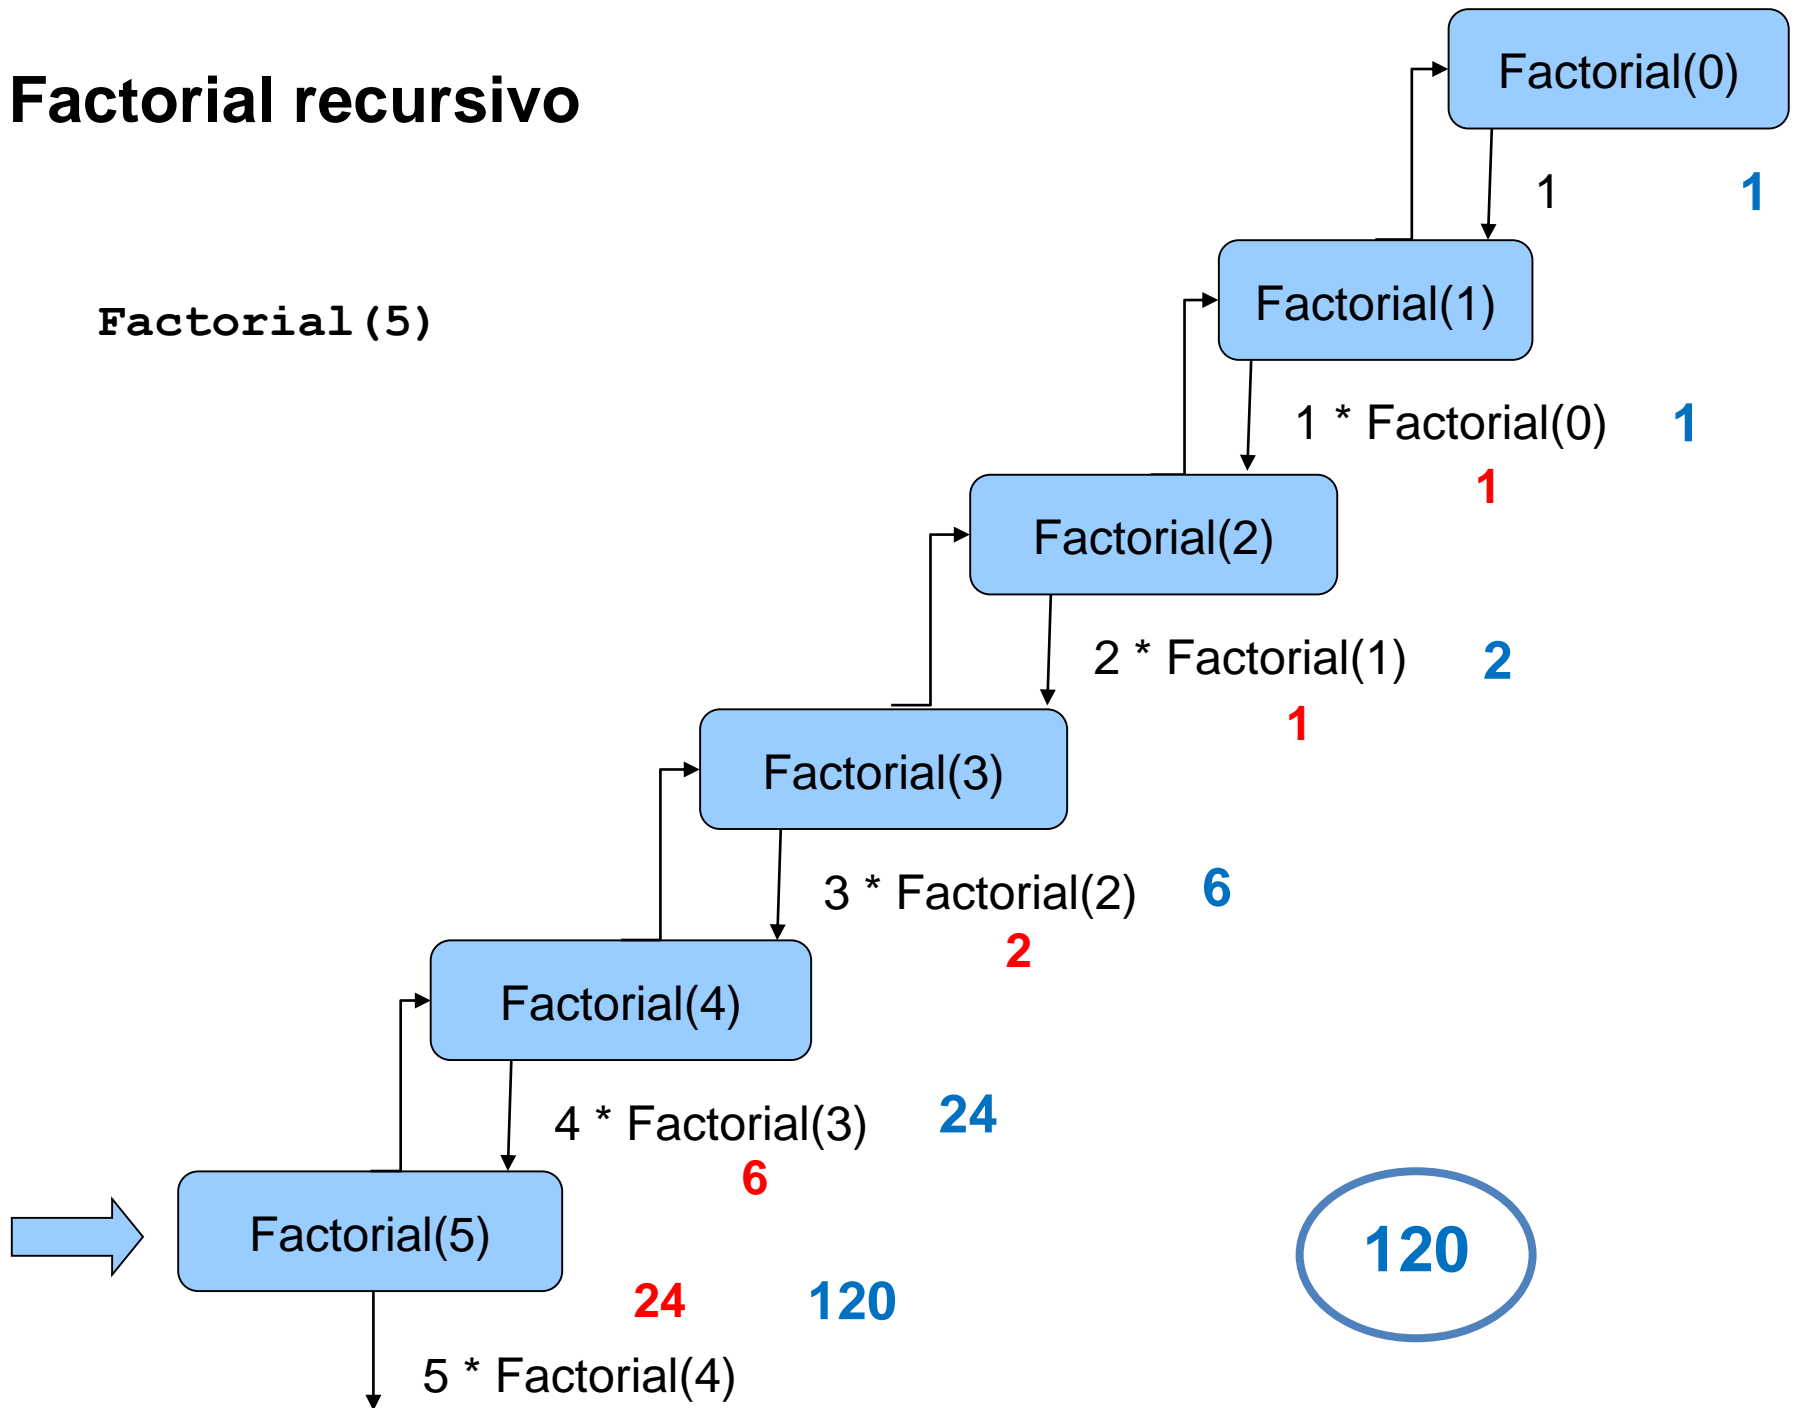 Factorial(0)
Factorial recursivo
1 1
Factorial(1)
Factorial(5)
1 * Factorial(0) 1
1
Factorial(2)
2 * Factorial(1) 2
1
Factorial(3)
3 * Factorial(2) 6
2
Factorial(4)
4 * Factorial(3) 24
6
Factorial(5)
120
24 120
5 * Factorial(4)